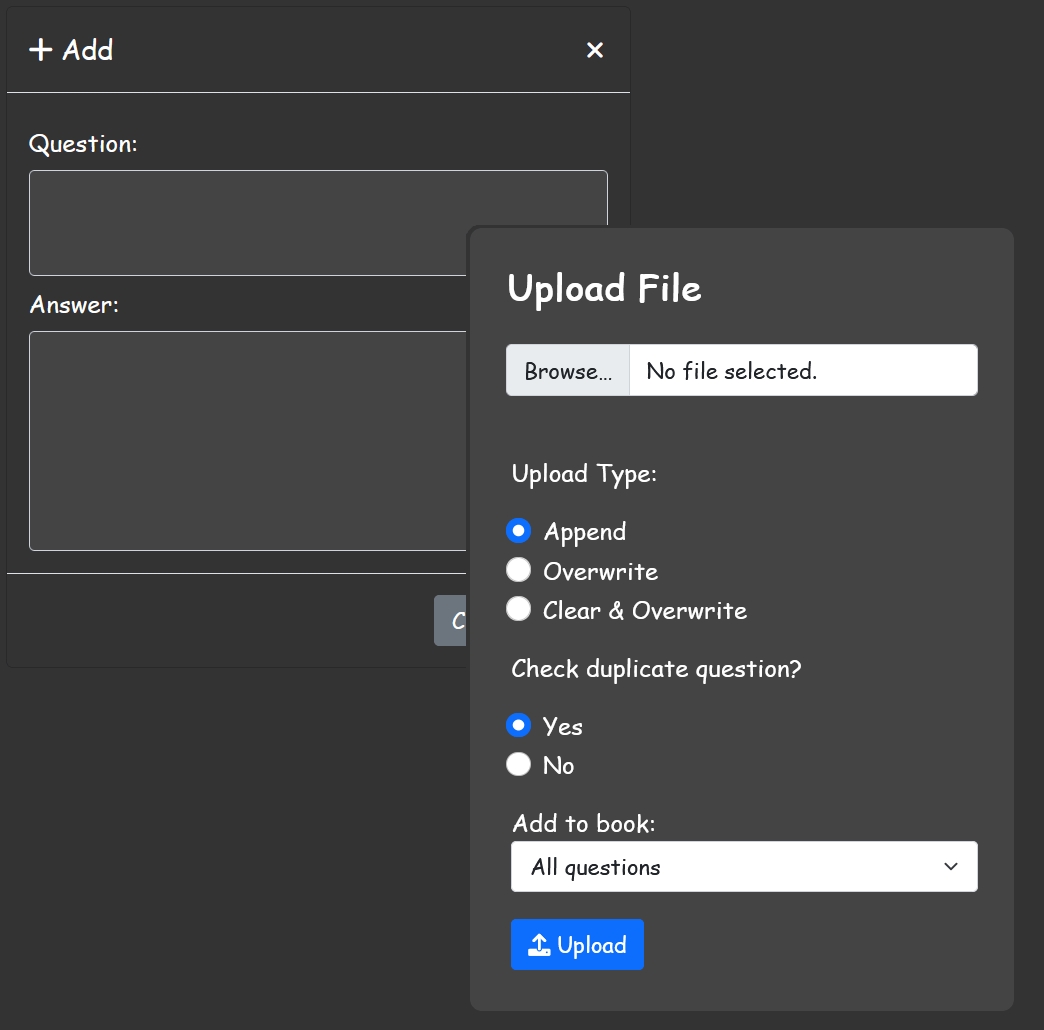 Add
Question:
Answer:
C
Upload File
Browse... No file selected.
Upload Type:
Append
Overwrite
Clear & Overwrite
Check duplicate question?
Yes
No
Add to book:
All questions
Upload